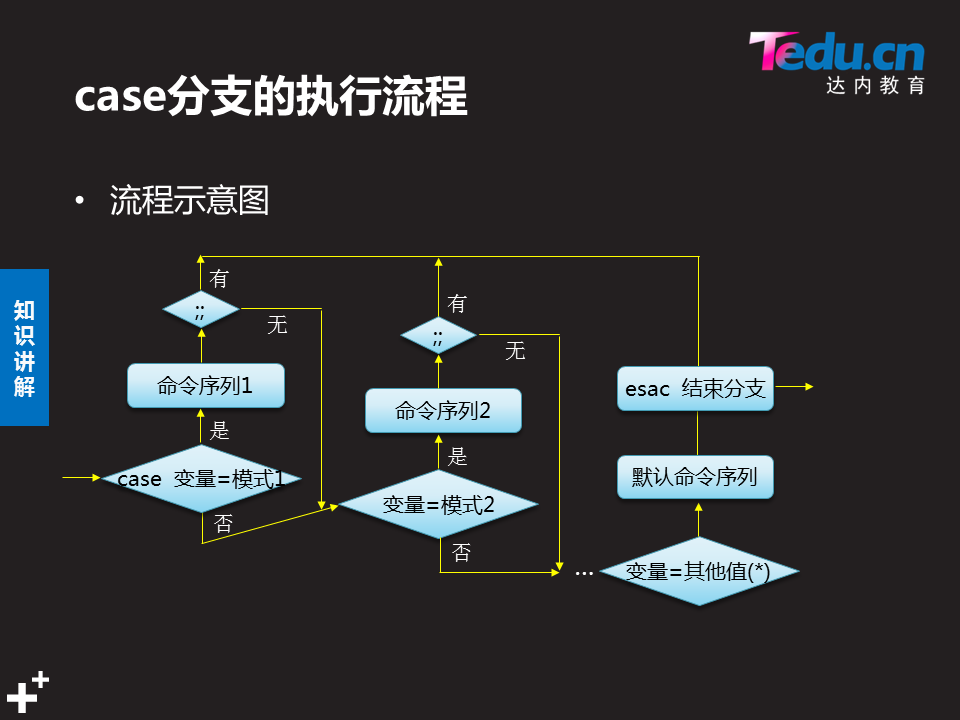 Tedu.cn
达内教育
case分支的执行流程
• 流程示意图
知识讲解
有
;;
无
命令序列1
是
case 变量=模式1
否
有
;;
无
命令序列2
是
变量=模式2
否
...
esac 结束分支
默认命令序列
变量=其他值(*)